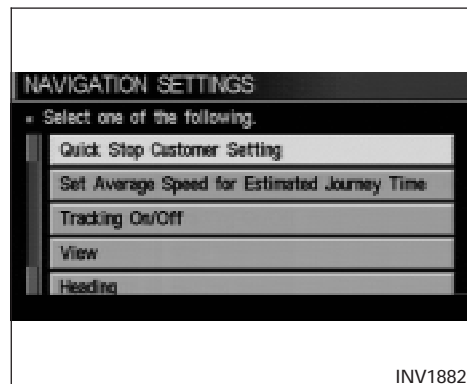 NAVIGATION SETTINGS
Select one of the following.
Quick Stop Customer Setting
Set Average Speed for Estimated Journey Time
Tracking On/Off
View
Heading
INV1882